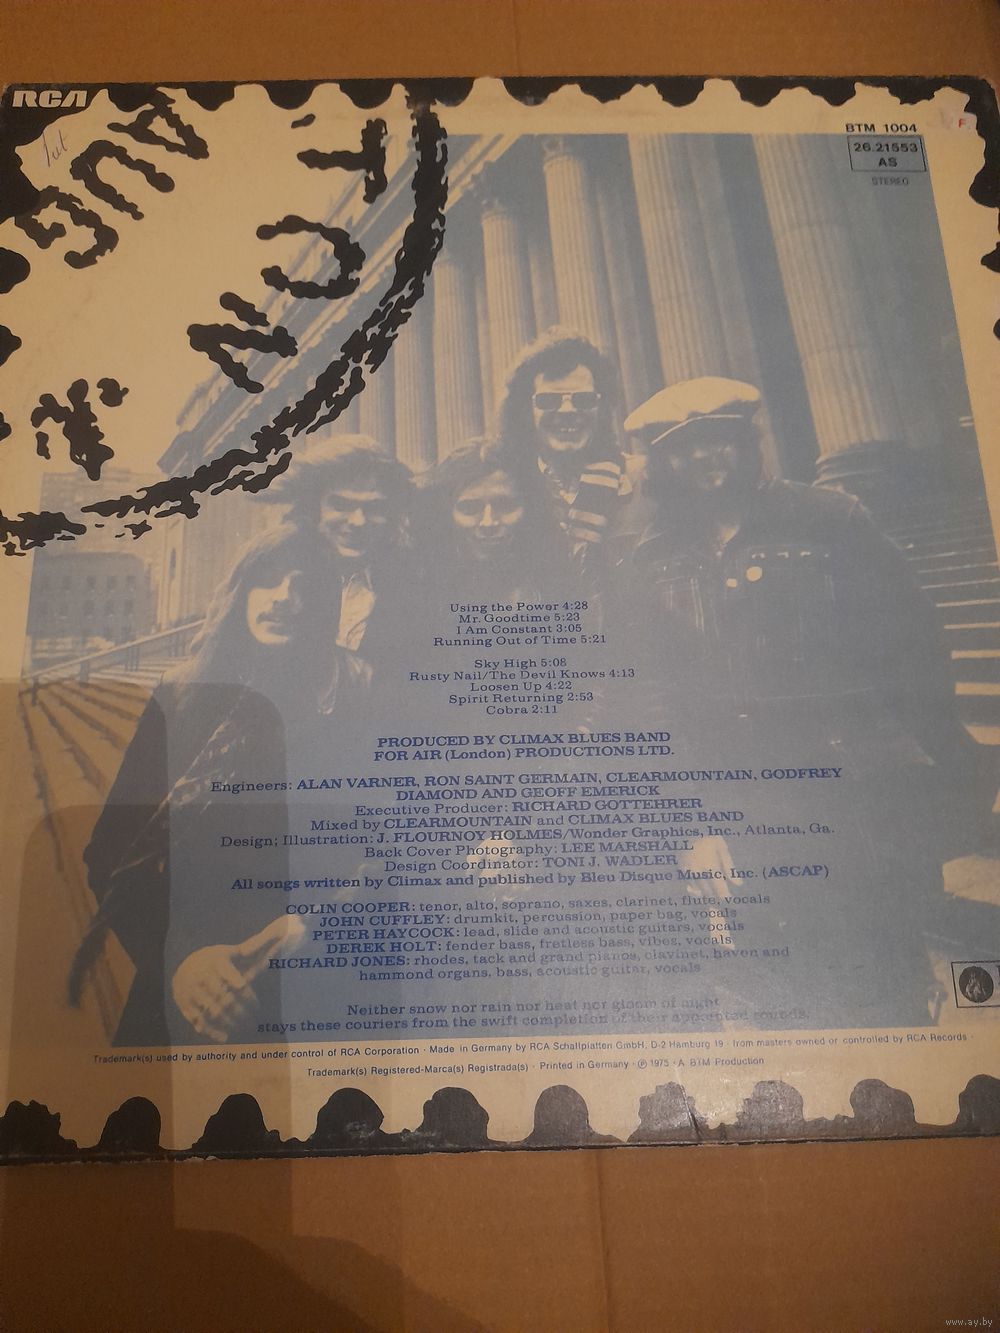 RCA
BTM 1004
26.21553
AS
STEREO
Using the Power 4:28
Mr. Goodtime 5:23
I Am Constant 3:05
Running Out of Time 5:21
Sky High 5:08
Rusty Nail/The Devil Knows 4:13
Loosen Up 4:22
Spirit Returning 2:53
Cobra 2:11
PRODUCED BY CLIMAX BLUES BAND
FOR AIR (London) PRODUCTIONS LTD.
Engineers: ALAN VARNER, RON SAINT GERMAIN, CLEARMOUNTAIN, GODFREY
DIAMOND AND GEOFF EMERICK
Executive Producer: RICHARD GOTTEHRER
Mixed by CLEARMOUNTAIN and CLIMAX BLUES BAND
Design; Illustration: J. FLOURNOY HOLMES/Wonder Graphics, Inc., Atlanta, Ga.
Back Cover Photography: LEE MARSHALL
Design Coordinator: TONI J. WADLER
All songs written by Climax and published by Bleu Disque Music, Inc. (ASCAP)
COLIN COOPER: tenor, alto, soprano, saxes, clarinet, flute, vocals
JOHN CUFFLEY: drumkit, percussion, paper bag, vocals
PETER HAYCOCK: lead, slide and acoustic guitars, vocals
DEREK HOLT: fender bass, fretless bass, vibes, vocals
RICHARD JONES: rhodes, tack and grand pianos, clavinet, haven and
hammond organs, bass, acoustic guitar, vocals
Neither snow nor rain nor heat nor gloom of night
stays these couriers from the swift completion of their appointed rounds.
Trademark(s) used by authority and under control of RCA Corporation · Made in Germany by RCA Schallplatten GmbH, D-2 Hamburg 19 · from masters owned or controlled by RCA Records ·
Trademark(s) Registered-Marca(s) Registrada(s) · Printed in Germany · ℗ 1975 · A BTM Production
www.ay.by